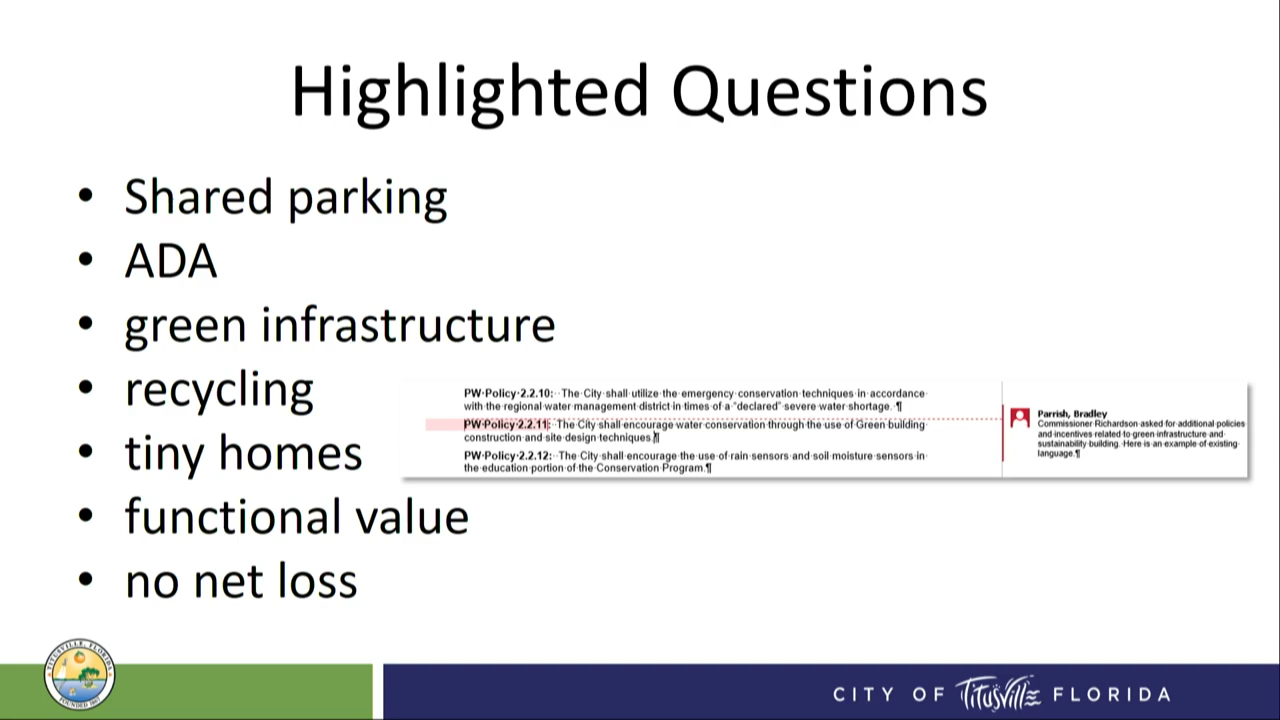 Highlighted Questions
• Shared parking
• ADA
• green infrastructure
• recycling
• tiny homes
• functional value
• no net loss
PW·Policy·2.2.10:··The·City·shall·utilize·the·emergency·conservation·techniques·in·accordance·
with·the·regional·water·management·district·in·times·of·a·"declared"·severe·water·shortage.·¶
PW·Policy·2.2.11:··The·City·shall·encourage·water·conservation·through·the·use·of·Green·building·
construction·and·site·design·techniques.¶
PW·Policy·2.2.12:··The·City·shall·encourage·the·use·of·rain·sensors·and·soil·moisture·sensors·in·
the·education·portion·of·the·Conservation·Program.¶
Parrish, Bradley
Commissioner·Richardson·asked·for·additional·policies·
and·incentives·related·to·green·infrastructure·and·
sustainability·building.·Here·is·an·example·of·existing·
language.¶
TITUSVILLE, FLORIDA
CITY OF Titusville FLORIDA